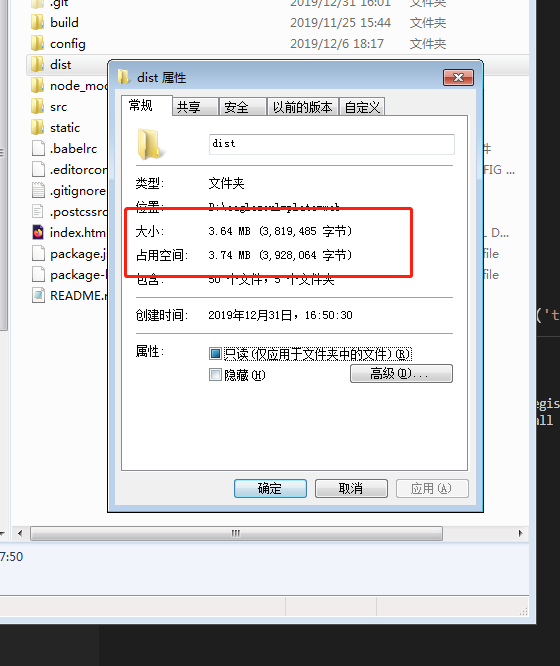 .git 2019/12/31 16:01 文件夹
build 2019/11/25 15:44 文件夹
config 2019/12/6 18:17 文件夹
dist
node_mod
src
static
.babelrc 件
.editorcon FIG ...
.gitignore
.postcssrc
index.htm
package.j
package-l
README.m
dist 属性
常规 共享 安全 以前的版本 自定义
dist
类型: 文件夹
位置:
大小: 3.64 MB (3,819,485 字节)
占用空间: 3.74 MB (3,928,064 字节)
包含: 50 个文件，5 个文件夹
创建时间: 2019年12月31日，16:50:30
属性: 只读(仅应用于文件夹中的文件)(R)
隐藏(H) 高级(D)...
确定 取消 应用(A)
('t
egis
all
7:50